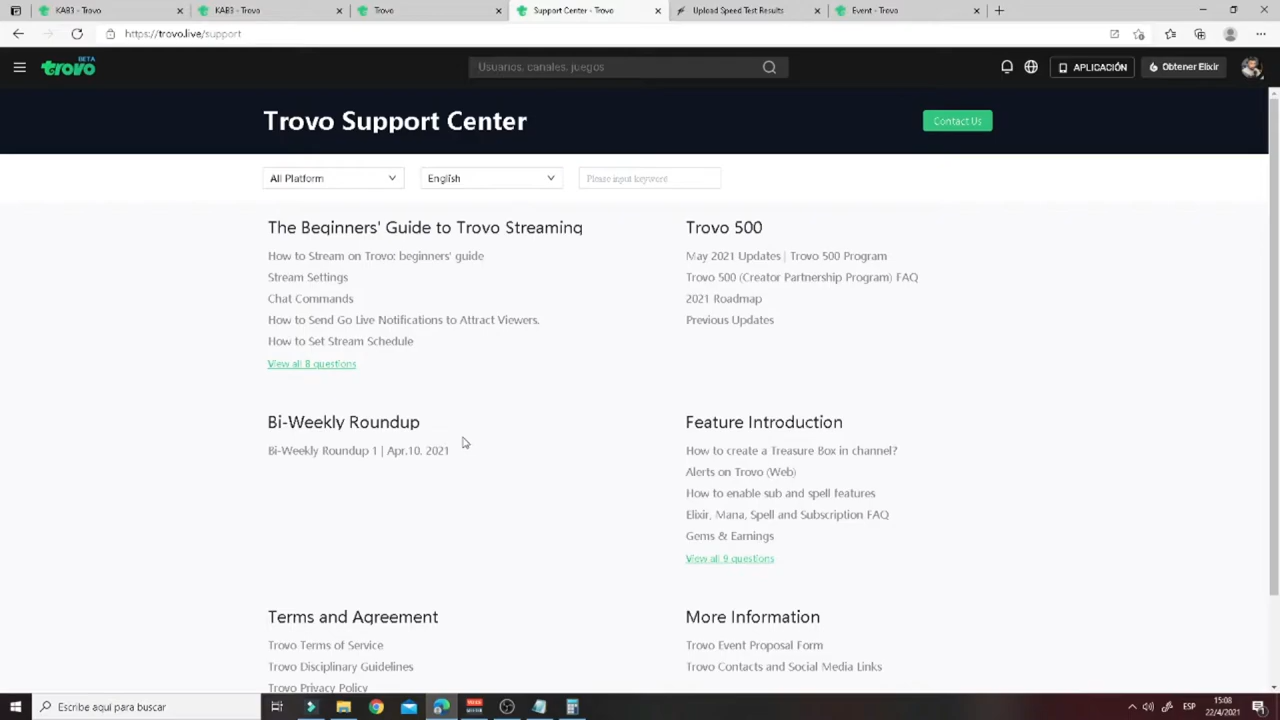 KAB3 - Trovo
KAB3 - Trovo
Trovo
Support Center - Trovo
Upload Speed Test Results
Event - Trovo
https://trovo.live/support
trovo
BETA
Usuarios, canales, juegos
APLICACIÓN
Obtener Elixir
Trovo Support Center
Contact Us
All Platform
English
Please input keyword
The Beginners' Guide to Trovo Streaming
How to Stream on Trovo: beginners' guide
Stream Settings
Chat Commands
How to Send Go Live Notifications to Attract Viewers.
How to Set Stream Schedule
View all 8 questions
Trovo 500
May 2021 Updates | Trovo 500 Program
Trovo 500 (Creator Partnership Program) FAQ
2021 Roadmap
Previous Updates
Bi-Weekly Roundup
Bi-Weekly Roundup 1 | Apr.10. 2021
Feature Introduction
How to create a Treasure Box in channel?
Alerts on Trovo (Web)
How to enable sub and spell features
Elixir, Mana, Spell and Subscription FAQ
Gems & Earnings
View all 9 questions
Terms and Agreement
Trovo Terms of Service
Trovo Disciplinary Guidelines
Trovo Privacy Policy
More Information
Trovo Event Proposal Form
Trovo Contacts and Social Media Links
Escribe aquí para buscar
ESP
15:08
22/4/2021